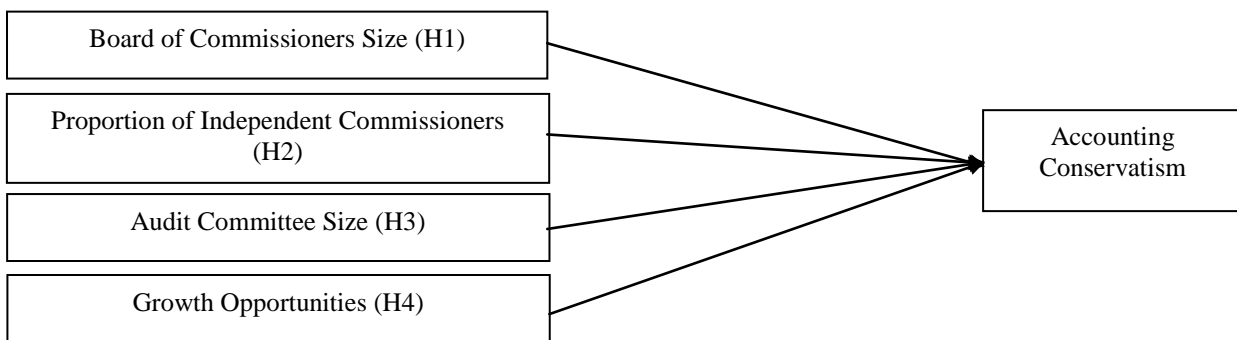 Board of Commissioners Size (H1)
Proportion of Independent Commissioners
(H2)
Audit Committee Size (H3)
Growth Opportunities (H4)
Accounting
Conservatism